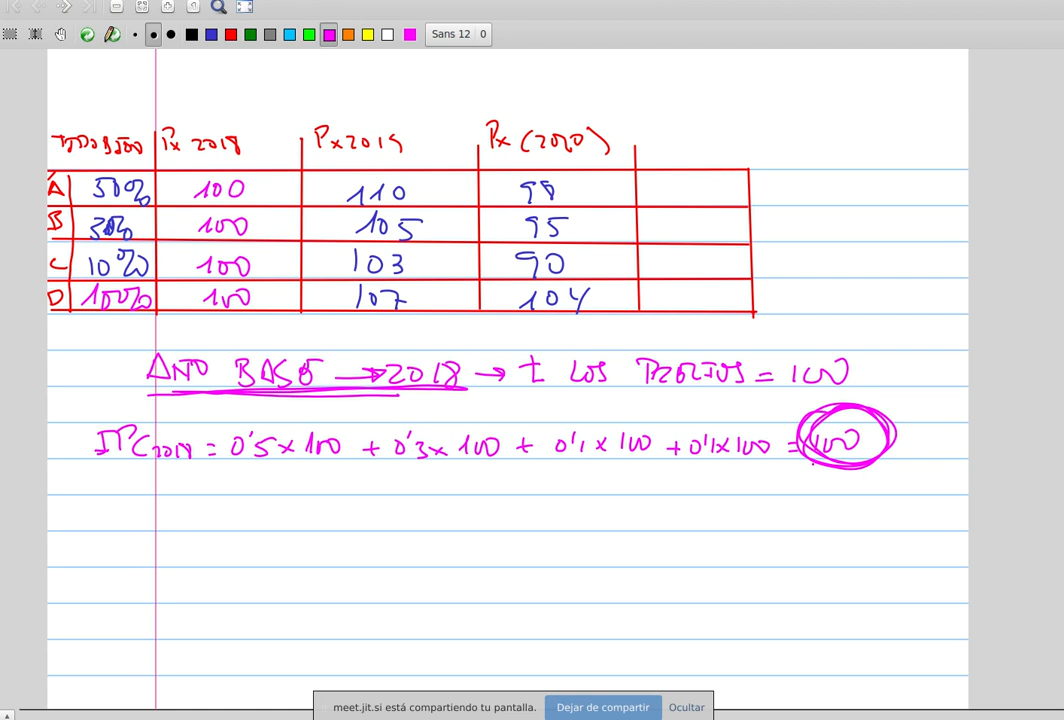 Sans 12 0
Px 2018 Px 2019 Px (2020)
A 50% 100 110 98
B 30% 100 105 95
C 10% 100 103 90
D 100% 100 107 104
AÑO BASE → 2018 → t LOS PRECIOS = 100
IPC2018 = 0'5 x 100 + 0'3 x 100 + 0'1 x 100 + 0'1 x 100 = 100
meet.jit.si está compartiendo tu pantalla. Dejar de compartir Ocultar